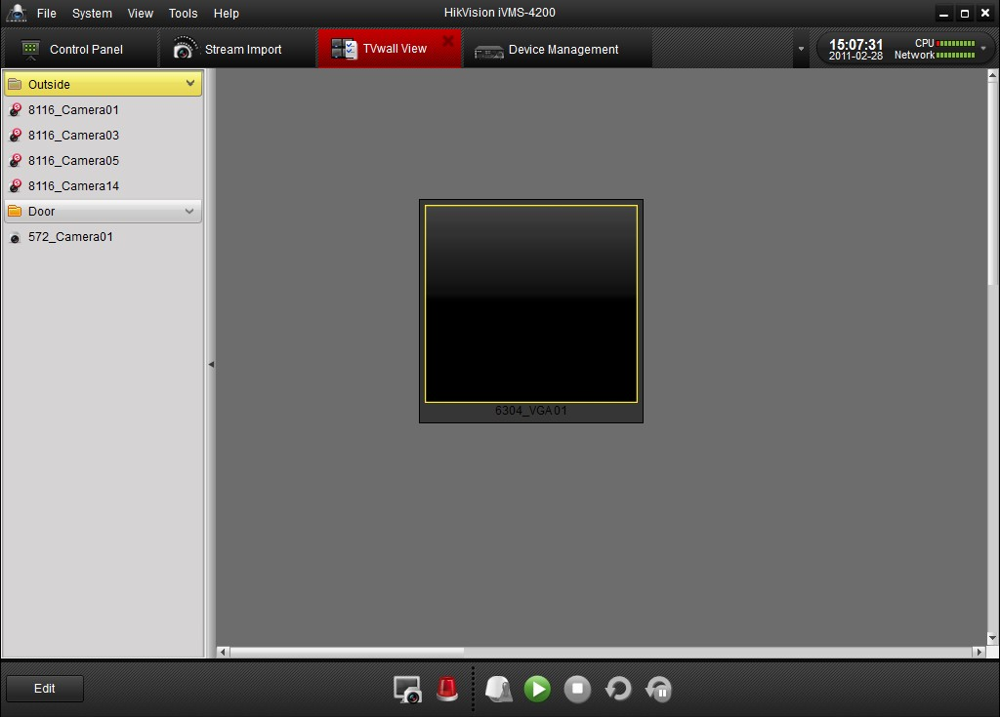 File System View Tools Help HikVision iVMS-4200
Control Panel Stream Import TVwall View Device Management 15:07:31 CPU
2011-02-28 Network
Outside
8116_Camera01
8116_Camera03
8116_Camera05
8116_Camera14
Door
572_Camera01
6304_VGA01
Edit